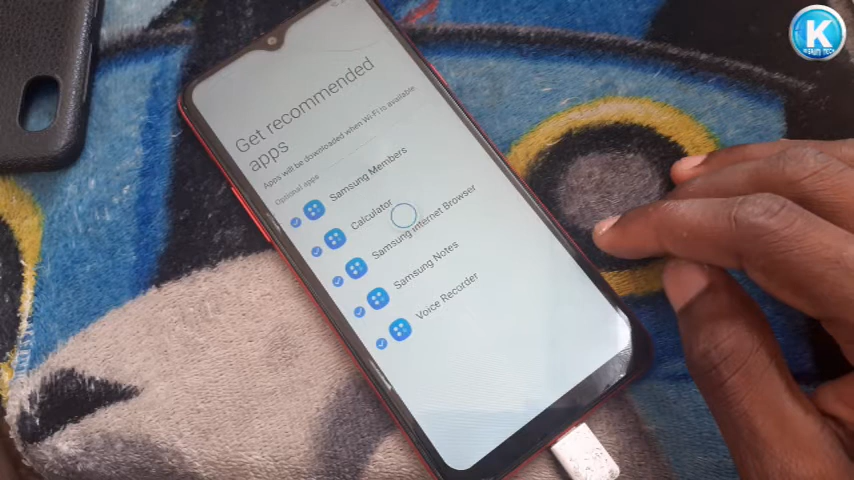 Get recommended
apps
Apps will be downloaded when Wi-Fi is available.
Optional apps
Samsung Members
Calculator
Samsung Internet Browser
Samsung Notes
Voice Recorder
K